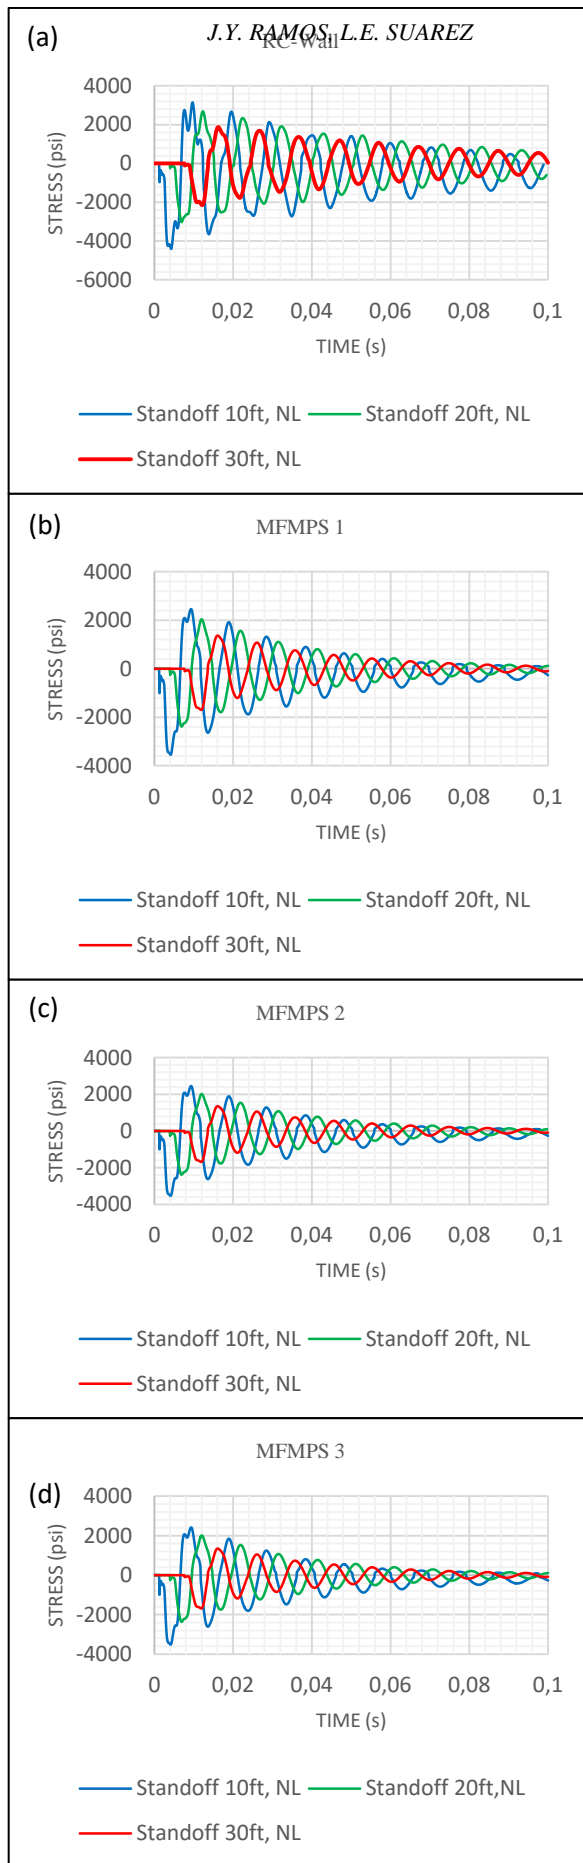 (a)
J.Y. RAMOS, L.E. SUAREZ
RC-Wall
4000
2000
0
-2000
-4000
-6000
STRESS (psi)
0 0,02 0,04 0,06 0,08 0,1
TIME (s)
Standoff 10ft, NL Standoff 20ft, NL
Standoff 30ft, NL
(b)
MFMPS 1
4000
2000
0
-2000
-4000
STRESS (psi)
0 0,02 0,04 0,06 0,08 0,1
TIME (s)
Standoff 10ft, NL Standoff 20ft, NL
Standoff 30ft, NL
(c)
MFMPS 2
4000
2000
0
-2000
-4000
STRESS (psi)
0 0,02 0,04 0,06 0,08 0,1
TIME (s)
Standoff 10ft, NL Standoff 20ft, NL
Standoff 30ft, NL
MFMPS 3
(d)
4000
2000
0
-2000
-4000
STRESS (psi)
0 0,02 0,04 0,06 0,08 0,1
TIME (s)
Standoff 10ft, NL Standoff 20ft,NL
Standoff 30ft, NL